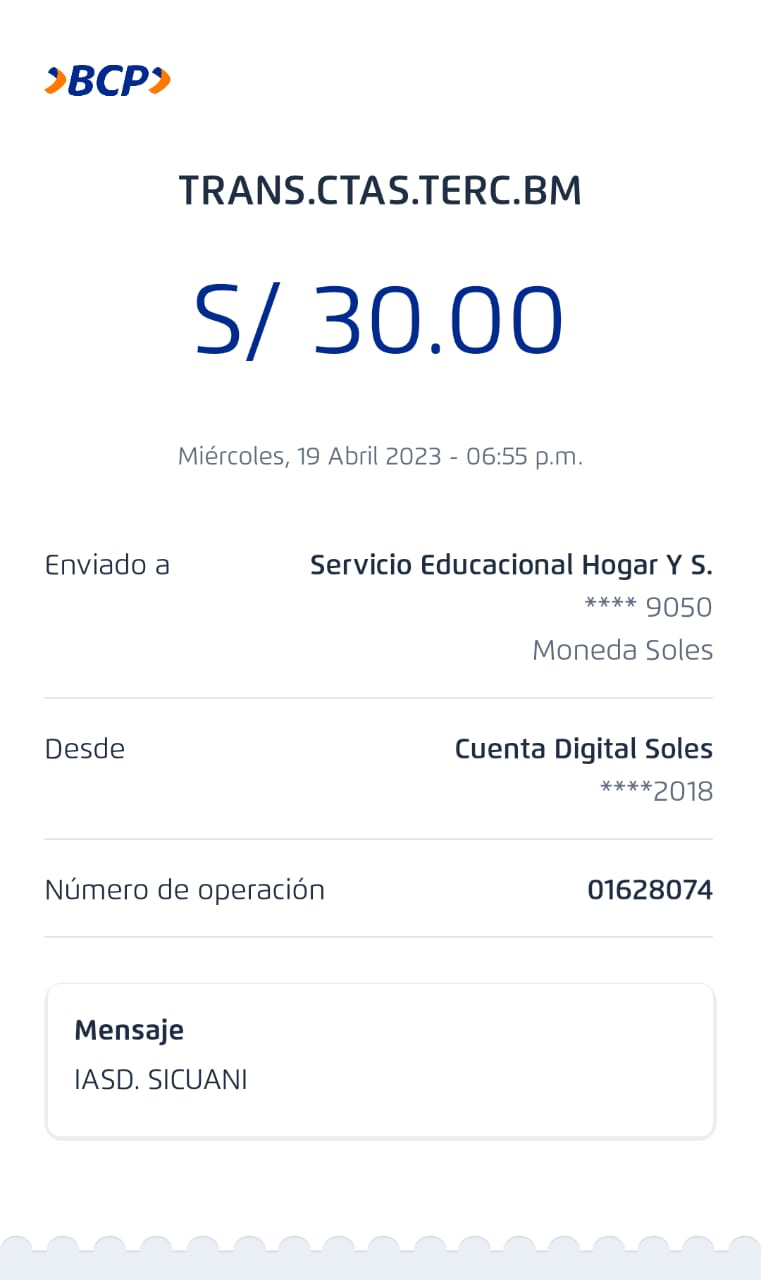 BCP
TRANS.CTAS.TERC.BM
S/ 30.00
Miércoles, 19 Abril 2023 - 06:55 p.m.
Enviado a Servicio Educacional Hogar Y S.
**** 9050
Moneda Soles
Desde Cuenta Digital Soles
****2018
Número de operación 01628074
Mensaje
IASD. SICUANI